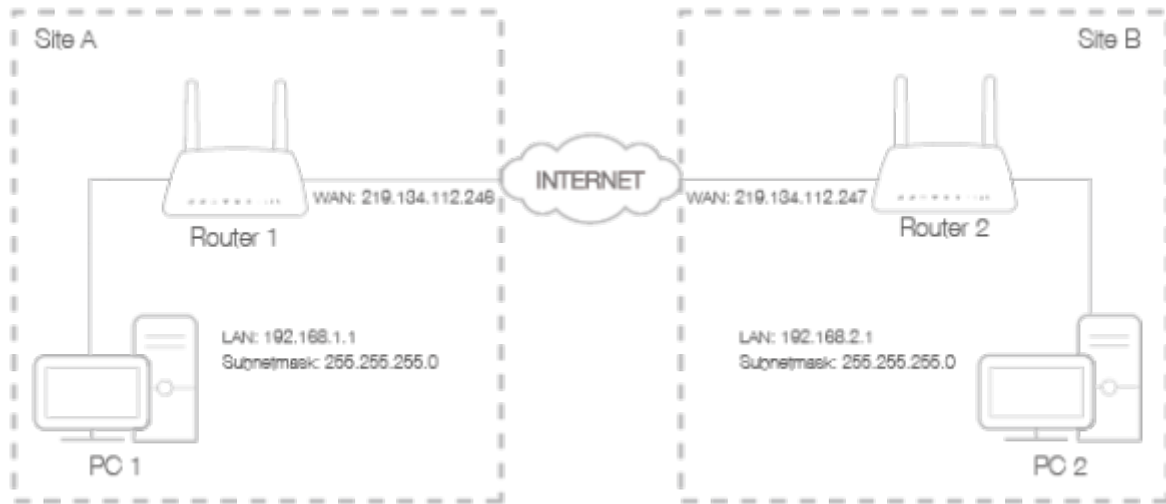 Site A
Site B
INTERNET
WAN: 219.134.112.246
WAN: 219.134.112.247
Router 1
Router 2
LAN: 192.168.1.1
Subnetmask: 255.255.255.0
LAN: 192.168.2.1
Subnetmask: 255.255.255.0
PC 1
PC 2